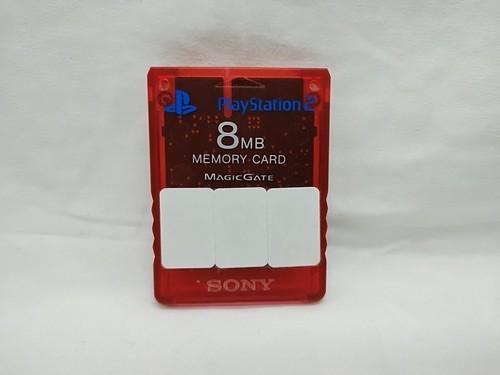 PlayStation 2
8MB
MEMORY CARD
MAGICGATE
SONY